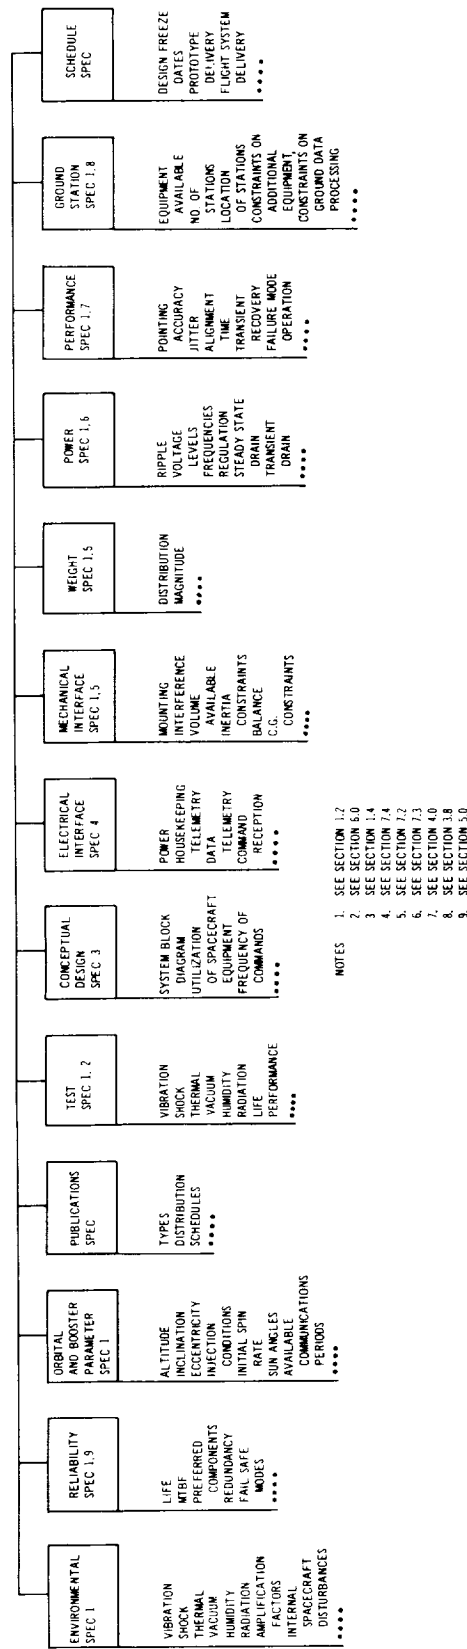 ENVIRONMENTAL
SPEC 1
VIBRATION
SHOCK
THERMAL
VACUUM
HUMIDITY
RADIATION
AMPLIFICATION
FACTORS
INTERNAL
SPACECRAFT
DISTURBANCES
••••
RELIABILITY
SPEC 1.9
LIFE
MTBF
PREFERRED
COMPONENTS
REDUNDANCY
FAIL SAFE
MODES
••••
ORBITAL
AND BOOSTER
PARAMETER
SPEC 1
ALTITUDE
INCLINATION
ECCENTRICITY
INJECTION
CONDITIONS
INITIAL SPIN
RATE
SUN ANGLES
AVAILABLE
COMMUNICATIONS
PERIODS
••••
PUBLICATIONS
SPEC
TYPES
DISTRIBUTION
SCHEDULES
••••
TEST
SPEC 1, 2
VIBRATION
SHOCK
THERMAL
VACUUM
HUMIDITY
RADIATION
LIFE
PERFORMANCE
••••
CONCEPTUAL
DESIGN
SPEC 3
SYSTEM BLOCK
DIAGRAM
UTILIZATION
OF SPACECRAFT
EQUIPMENT
FREQUENCY OF
COMMANDS
••••
ELECTRICAL
INTERFACE
SPEC 4
POWER
HOUSEKEEPING
TELEMETRY
DATA
TELEMETRY
COMMAND
RECEPTION
••••
MECHANICAL
INTERFACE
SPEC 1,5
MOUNTING
INTERFERENCE
VOLUME
AVAILABLE
INERTIA
CONSTRAINTS
BALANCE
C.G.
CONSTRAINTS
••••
WEIGHT
SPEC 1,5
DISTRIBUTION
MAGNITUDE
••••
POWER
SPEC 1,6
RIPPLE
VOLTAGE
LEVELS
FREQUENCIES
REGULATION
STEADY STATE
DRAIN
TRANSIENT
DRAIN
••••
PERFORMANCE
SPEC 1,7
POINTING
ACCURACY
JITTER
ALIGNMENT
TIME
TRANSIENT
RECOVERY
FAILURE MODE
OPERATION
••••
GROUND
STATION
SPEC 1,8
EQUIPMENT
AVAILABLE
NO. OF
STATIONS
LOCATION
OF STATIONS
CONSTRAINTS ON
ADDITIONAL
EQUIPMENT,
CONSTRAINTS ON
GROUND DATA
PROCESSING
••••
SCHEDULE
SPEC
DESIGN FREEZE
DATES
PROTOTYPE
DELIVERY
FLIGHT SYSTEM
DELIVERY
••••
NOTES 1. SEE SECTION 1.2
2. SEE SECTION 6.0
3 SEE SECTION 1.4
4. SEE SECTION 7.4
5. SEE SECTION 7.2
6. SEE SECTION 7.3
7. SEE SECTION 4.0
8. SEE SECTION 3.8
9. SEE SECTION 5.0